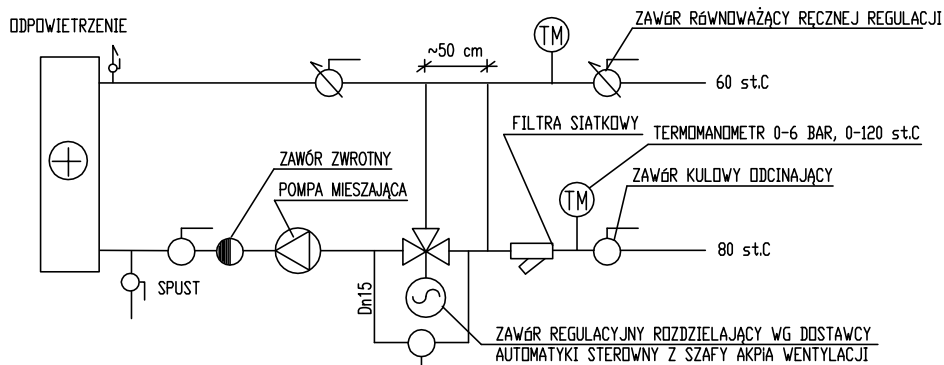 ODPOWIETRZENIE
ZAWÓR RÓWNOWAŻĄCY RĘCZNEJ REGULACJI
TM
~50 cm
60 st.C
FILTRA SIATKOWY
TERMOMANOMETR 0-6 BAR, 0-120 st.C
ZAWÓR ZWROTNY
ZAWÓR KULOWY ODCINAJĄCY
POMPA MIESZAJĄCA
TM
80 st.C
SPUST
Dn15
ZAWÓR REGULACYJNY ROZDZIELAJĄCY WG DOSTAWCY
AUTOMATYKI STEROWNY Z SZAFY AKPiA WENTYLACJI